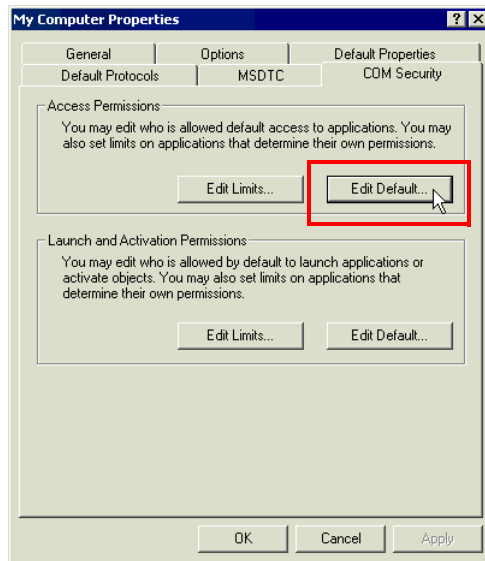 My Computer Properties
General Options Default Properties
Default Protocols MSDTC COM Security
Access Permissions
You may edit who is allowed default access to applications. You may
also set limits on applications that determine their own permissions.
Edit Limits... Edit Default...
Launch and Activation Permissions
You may edit who is allowed by default to launch applications or
activate objects. You may also set limits on applications that
determine their own permissions.
Edit Limits... Edit Default...
OK Cancel Apply